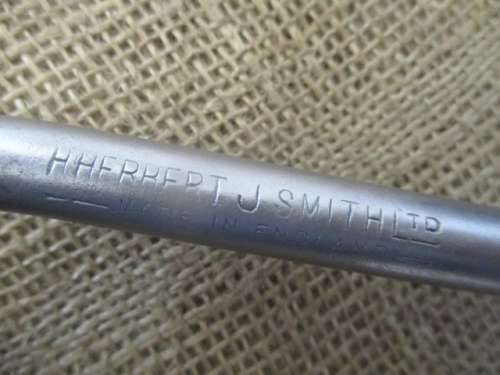 HHERBERT J SMITH LTD
MADE IN ENGLAND